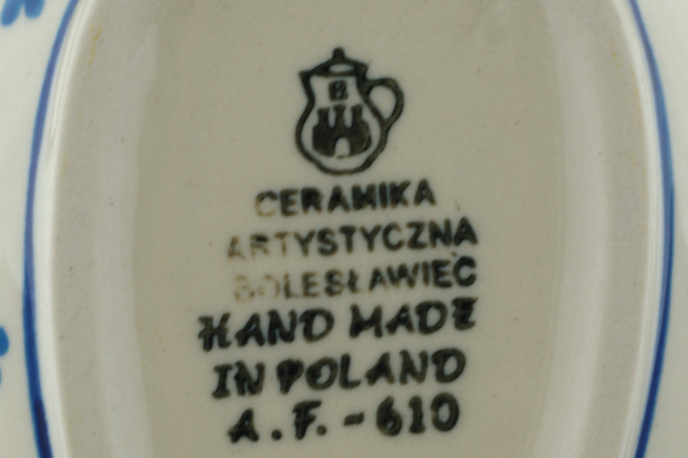 B
CERAMIKA
ARTYSTYCZNA
BOLESŁAWIEC
HAND MADE
IN POLAND
A.F.-610